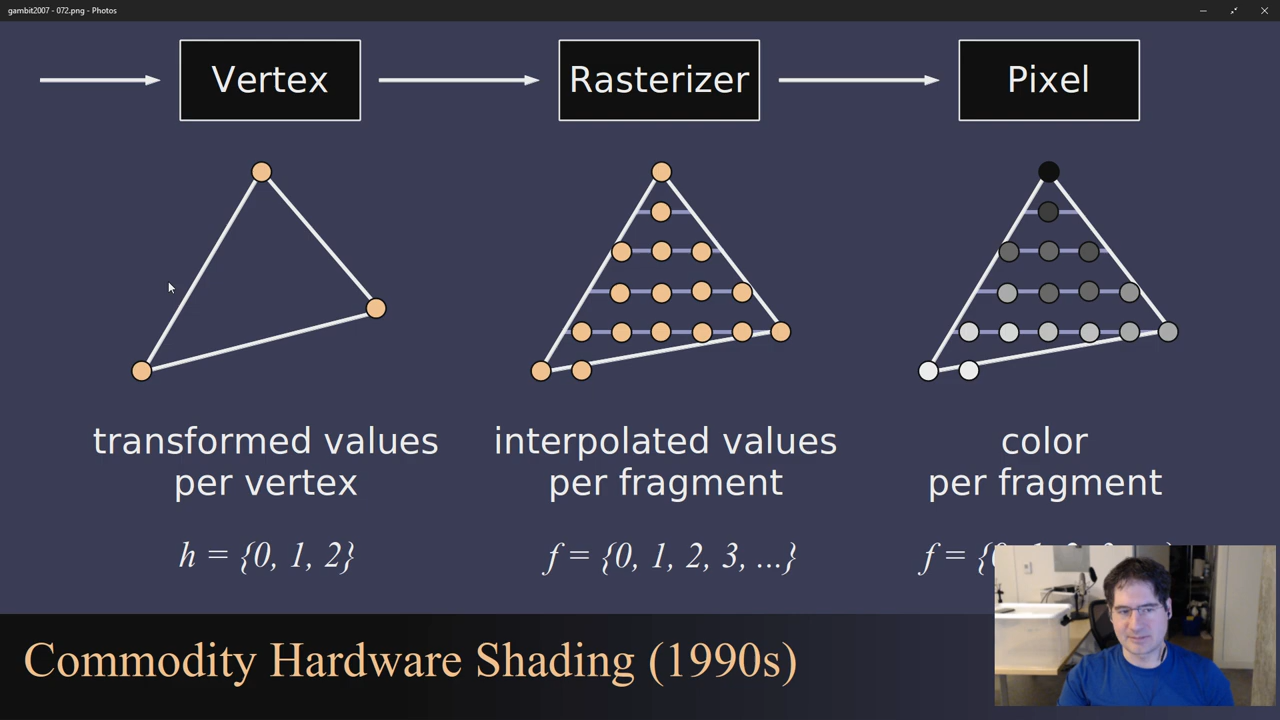 gambit2007 - 072.png - Photos
Vertex
Rasterizer
Pixel
transformed values
per vertex
interpolated values
per fragment
color
per fragment
h = {0, 1, 2}
f = {0, 1, 2, 3, ...}
f = {
Commodity Hardware Shading (1990s)